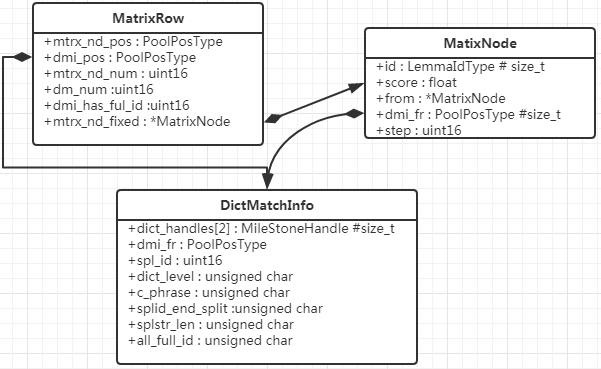 MatrixRow
+mtrx_nd_pos : PoolPosType
+dmi_pos : PoolPosType
+mtrx_nd_num : uint16
+dm_num :uint16
+dmi_has_ful_id :uint16
+mtrx_nd_fixed : *MatrixNode
MatixNode
+id : LemmaIdType # size_t
+score : float
+from : *MatrixNode
+dmi_fr : PoolPosType #size_t
+step : uint16
DictMatchInfo
+dict_handles[2] : MileStoneHandle #size_t
+dmi_fr : PoolPosType
+spl_id : uint16
+dict_level : unsigned char
+c_phrase : unsigned char
+splid_end_split :unsigned char
+splstr_len : unsigned char
+all_full_id : unsigned char